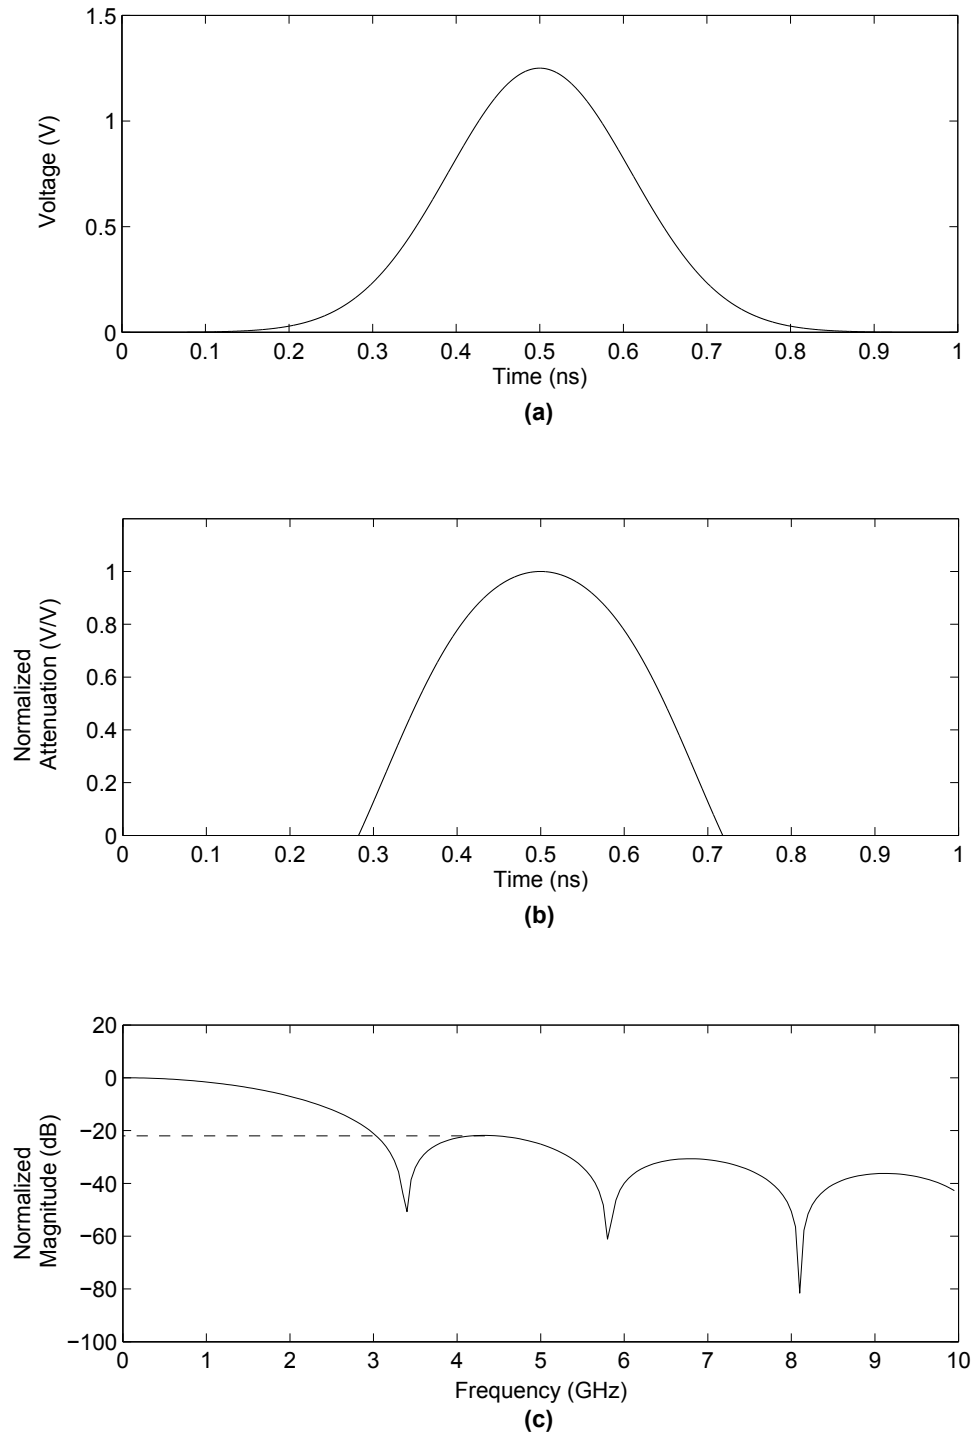 1.5
1
0.5
0
Voltage (V)
0 0.1 0.2 0.3 0.4 0.5 0.6 0.7 0.8 0.9 1
Time (ns)
(a)
1
0.8
0.6
0.4
0.2
0
Normalized
Attenuation (V/V)
0 0.1 0.2 0.3 0.4 0.5 0.6 0.7 0.8 0.9 1
Time (ns)
(b)
20
0
−20
−40
−60
−80
−100
Normalized
Magnitude (dB)
0 1 2 3 4 5 6 7 8 9 10
Frequency (GHz)
(c)